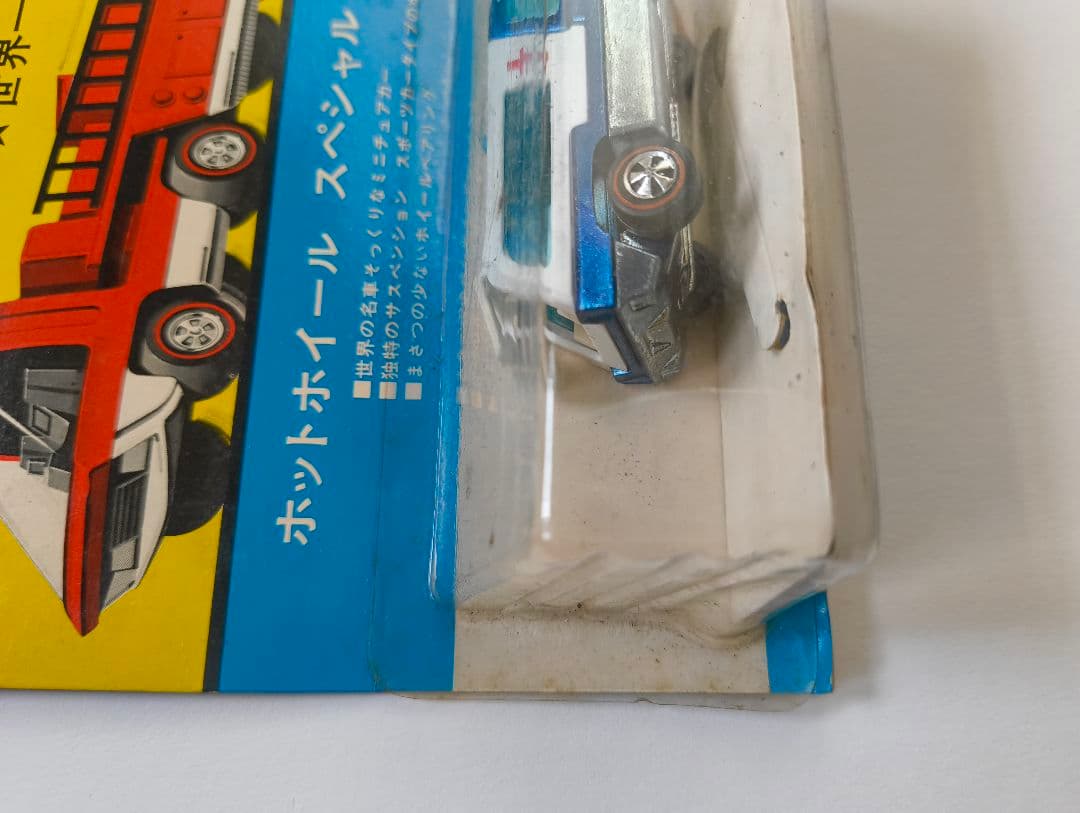 ★世界一
ホットホイール スペシャル
■世界の名車そっくりなミニチュアカー
■独特のサスペンション スポーツカータイプの
■まさつの少ないホイールベアリング